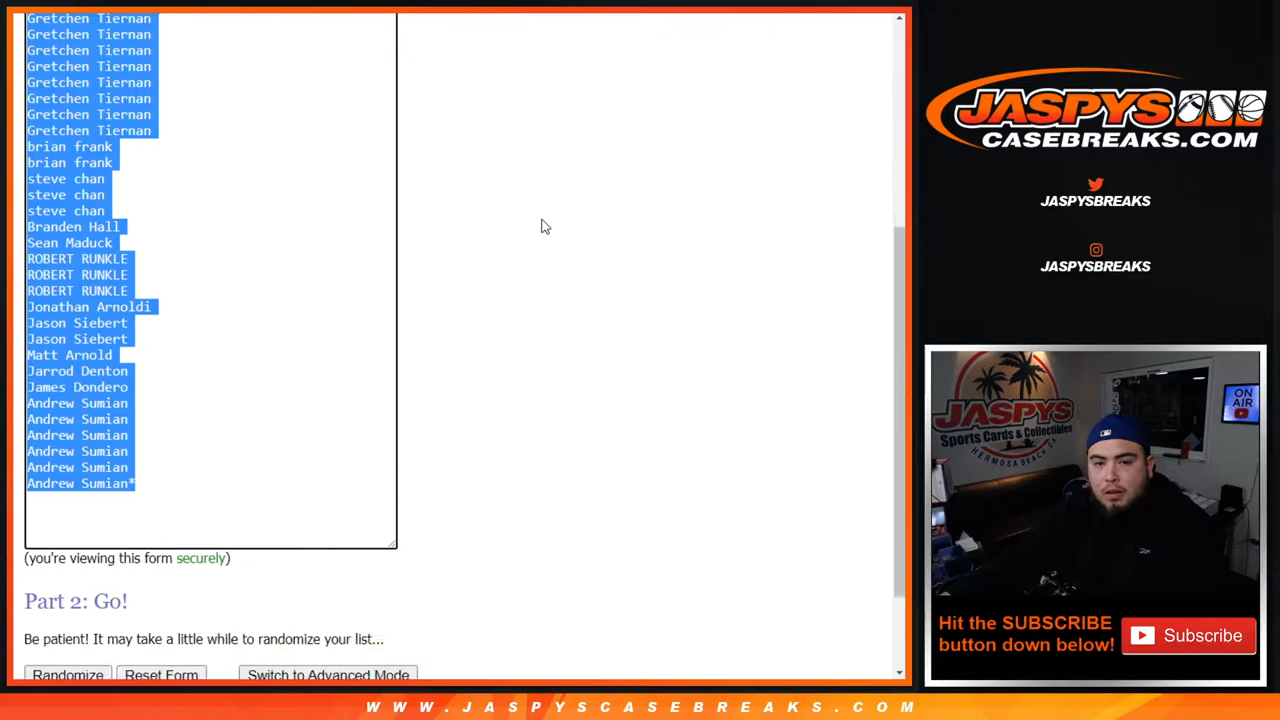 Gretchen Tiernan
Gretchen Tiernan
Gretchen Tiernan
Gretchen Tiernan
Gretchen Tiernan
Gretchen Tiernan
Gretchen Tiernan
Gretchen Tiernan
brian frank
brian frank
steve chan
steve chan
steve chan
Branden Hall
Sean Maduck
ROBERT RUNKLE
ROBERT RUNKLE
ROBERT RUNKLE
Jonathan Arnoldi
Jason Siebert
Jason Siebert
Matt Arnold
Jarrod Denton
James Dondero
Andrew Sumian
Andrew Sumian
Andrew Sumian
Andrew Sumian
Andrew Sumian
Andrew Sumian*
(you're viewing this form securely)
Part 2: Go!
Be patient! It may take a little while to randomize your list...
Randomize Reset Form Switch to Advanced Mode
JASPYS
CASEBREAKS.COM
JASPYSBREAKS
JASPYSBREAKS
JASPYS
Sports Cards & Collectibles
HERMOSA BEACH, CA
ON
AIR
Hit the SUBSCRIBE
button down below!
Subscribe
WWW.JASPYSCASEBREAKS.COM